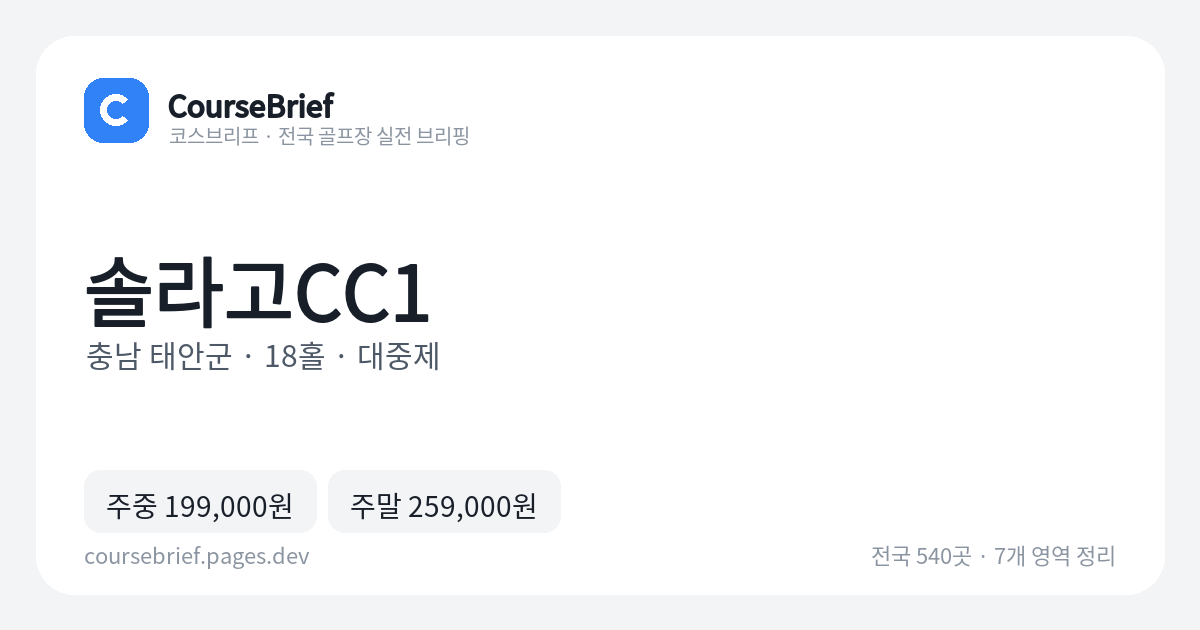 C
CourseBrief
코스브리프 · 전국 골프장 실전 브리핑
솔라고CC1
충남 태안군 · 18홀 · 대중제
주중 199,000원 주말 259,000원
coursebrief.pages.dev 전국 540곳 · 7개 영역 정리